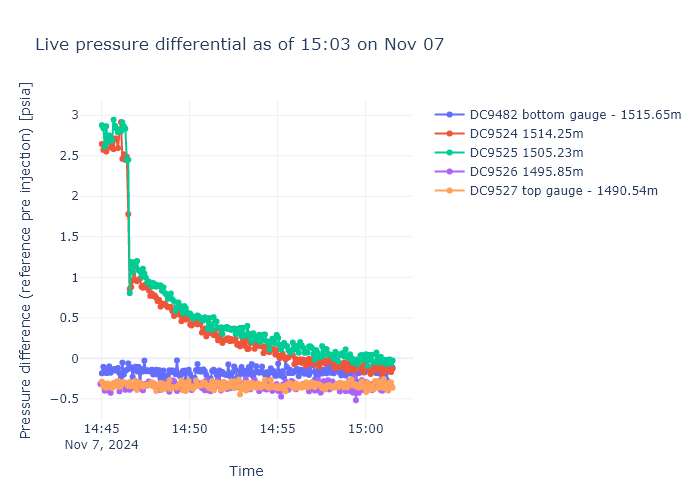 Live pressure differential as of 15:03 on Nov 07
Pressure difference (reference pre injection) [psia]
3
2.5
2
1.5
1
0.5
0
−0.5
14:45
Nov 7, 2024
14:50
14:55
15:00
Time
DC9482 bottom gauge - 1515.65m
DC9524 1514.25m
DC9525 1505.23m
DC9526 1495.85m
DC9527 top gauge - 1490.54m